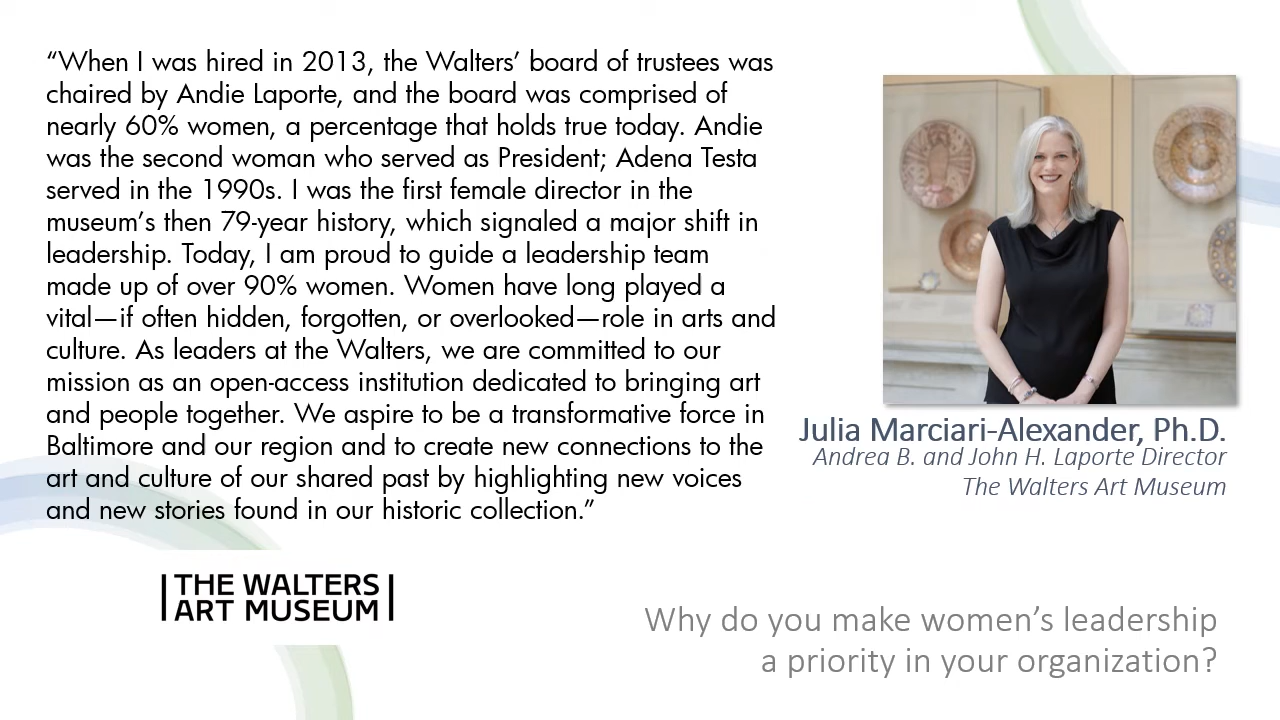 “When I was hired in 2013, the Walters’ board of trustees was
chaired by Andie Laporte, and the board was comprised of
nearly 60% women, a percentage that holds true today. Andie
was the second woman who served as President; Adena Testa
served in the 1990s. I was the first female director in the
museum’s then 79-year history, which signaled a major shift in
leadership. Today, I am proud to guide a leadership team
made up of over 90% women. Women have long played a
vital—if often hidden, forgotten, or overlooked—role in arts and
culture. As leaders at the Walters, we are committed to our
mission as an open-access institution dedicated to bringing art
and people together. We aspire to be a transformative force in
Baltimore and our region and to create new connections to the
art and culture of our shared past by highlighting new voices
and new stories found in our historic collection.”
Julia Marciari-Alexander, Ph.D.
Andrea B. and John H. Laporte Director
The Walters Art Museum
THE WALTERS
ART MUSEUM
Why do you make women’s leadership
a priority in your organization?